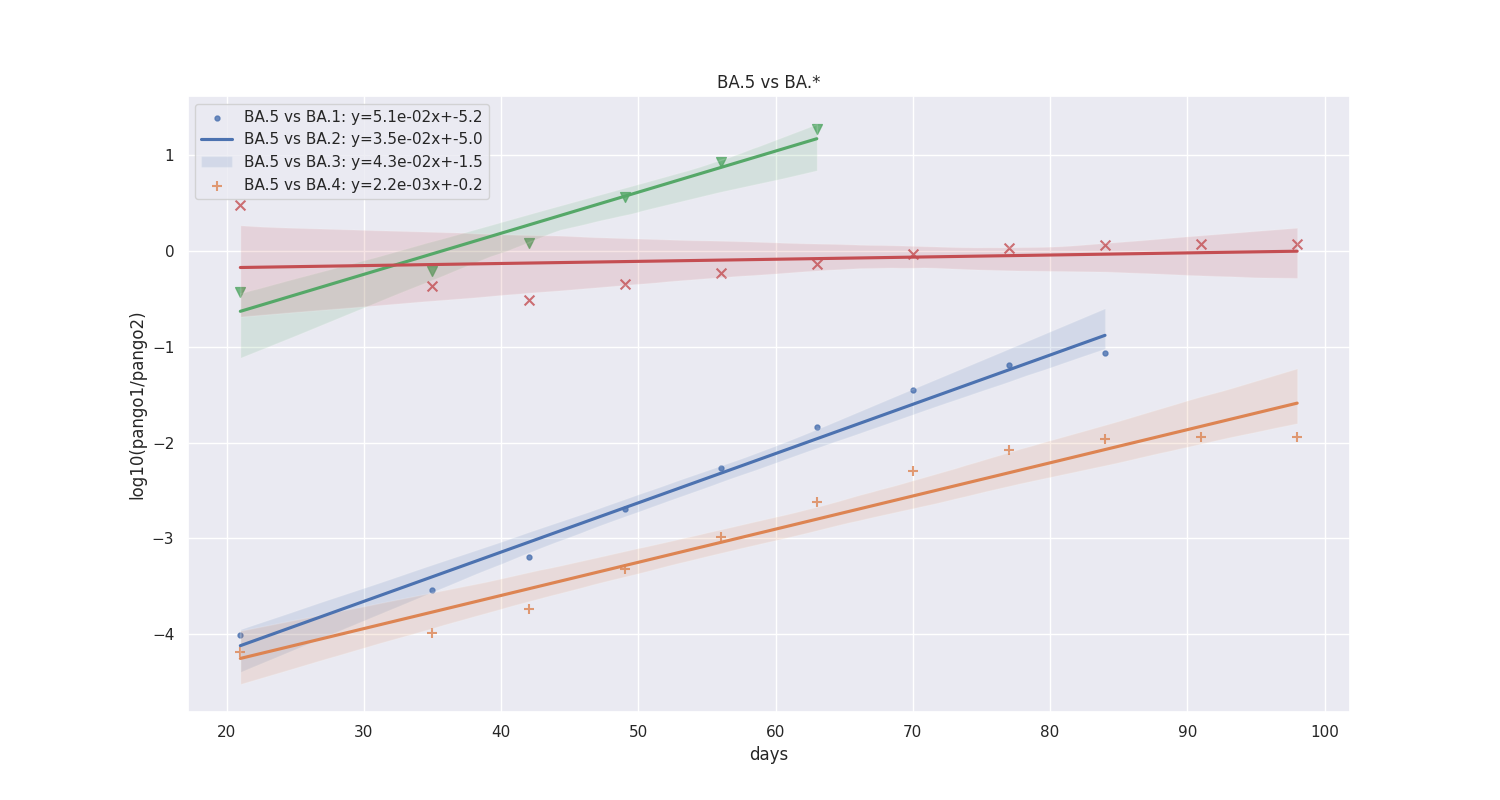 BA.5 vs BA.*
BA.5 vs BA.1: y=5.1e-02x+-5.2
BA.5 vs BA.2: y=3.5e-02x+-5.0
BA.5 vs BA.3: y=4.3e-02x+-1.5
BA.5 vs BA.4: y=2.2e-03x+-0.2
log10(pango1/pango2)
1
0
−1
−2
−3
−4
20 30 40 50 60 70 80 90 100
days